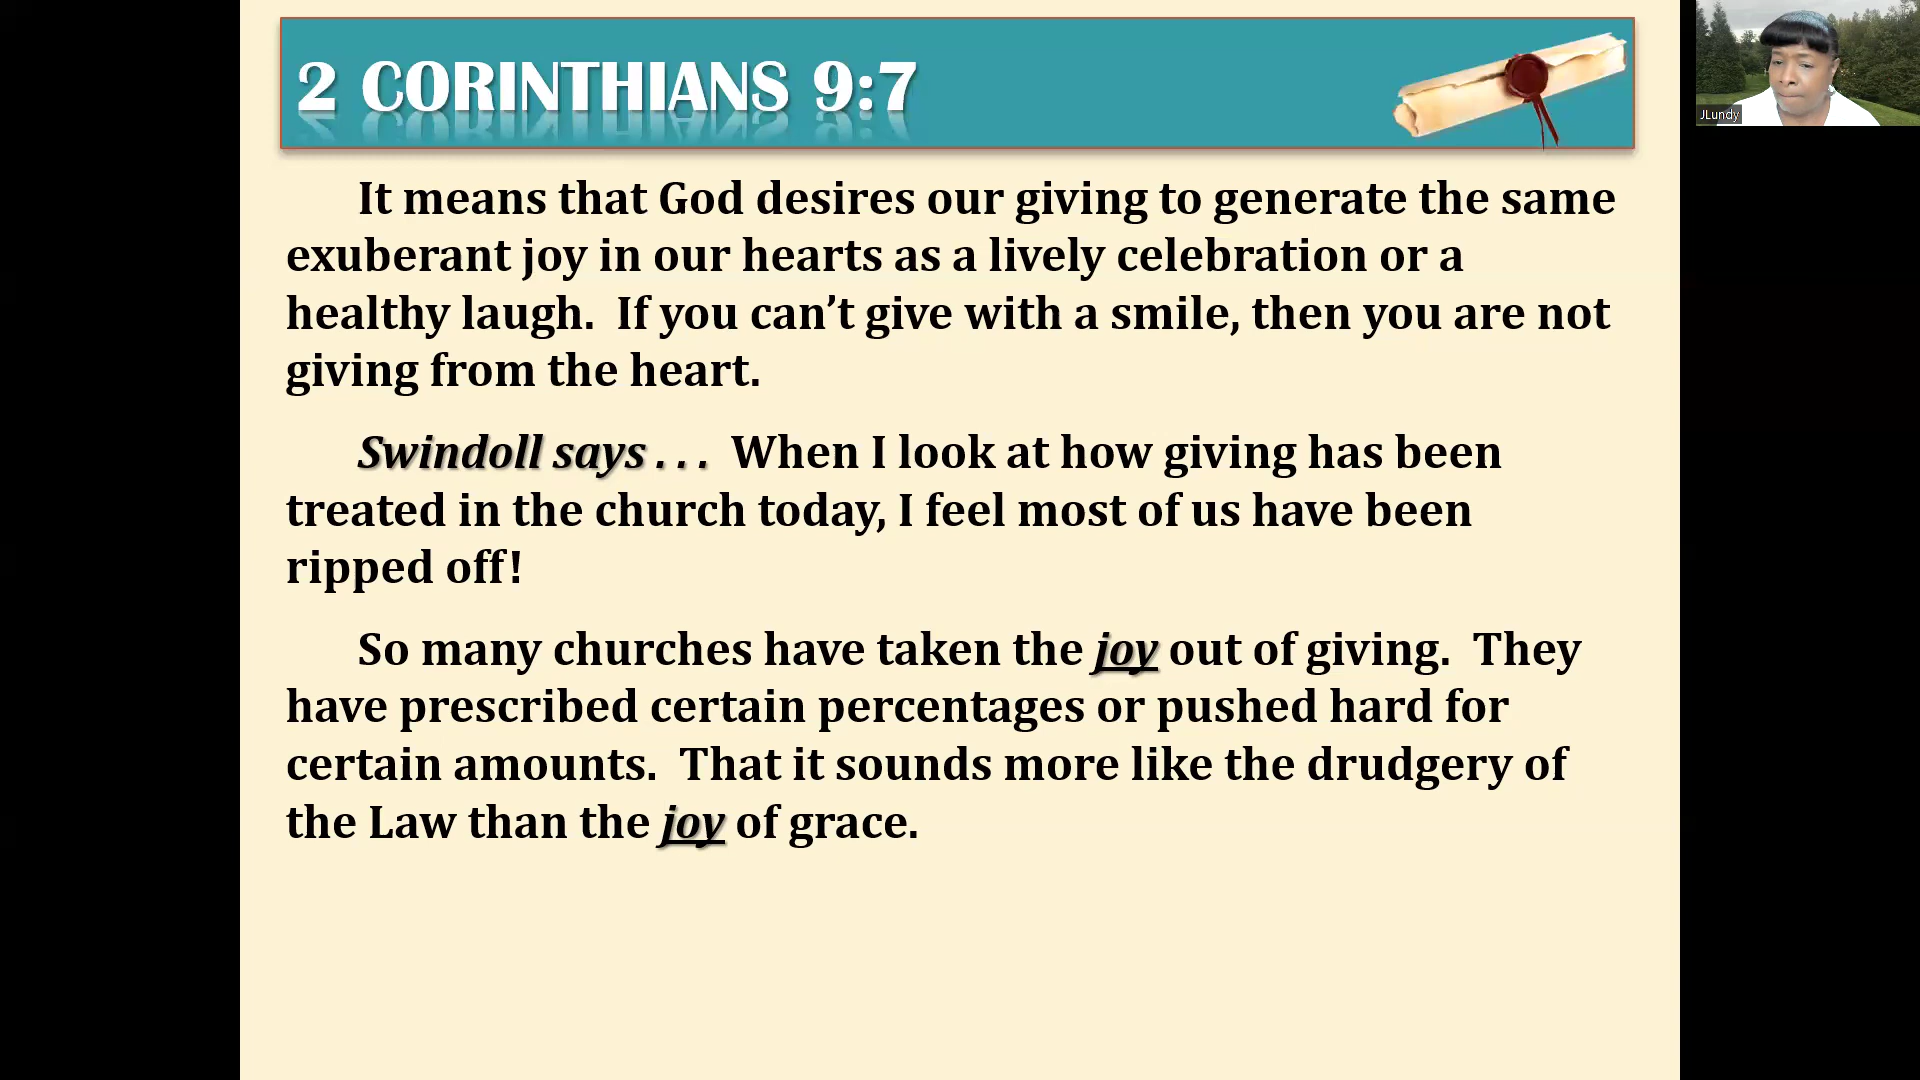 2 CORINTHIANS 9:7
JLundy
It means that God desires our giving to generate the same
exuberant joy in our hearts as a lively celebration or a
healthy laugh.  If you can’t give with a smile, then you are not
giving from the heart.
Swindoll says . . .  When I look at how giving has been
treated in the church today, I feel most of us have been
ripped off!
So many churches have taken the joy out of giving.  They
have prescribed certain percentages or pushed hard for
certain amounts.  That it sounds more like the drudgery of
the Law than the joy of grace.